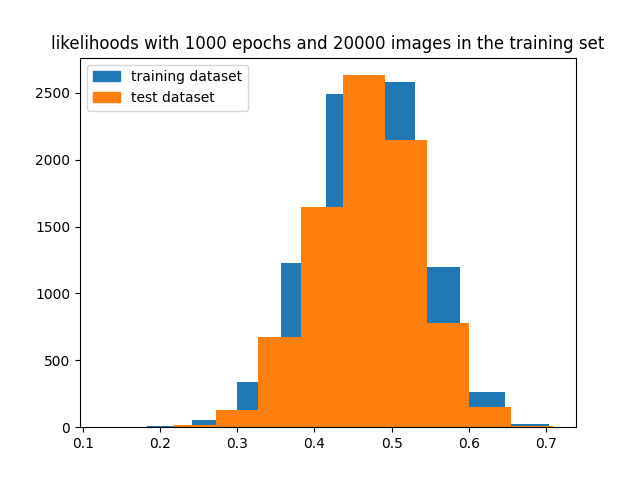 likelihoods with 1000 epochs and 20000 images in the training set
training dataset
test dataset
2500
2000
1500
1000
500
0
0.1 0.2 0.3 0.4 0.5 0.6 0.7